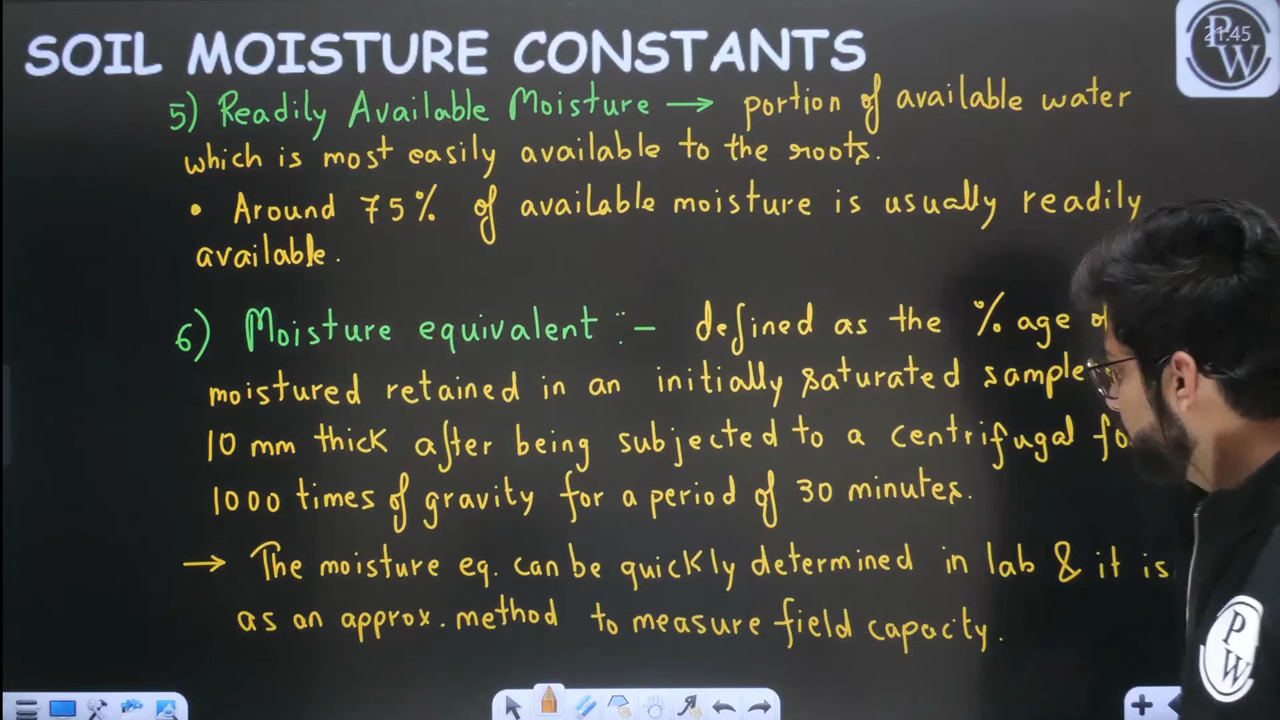 SOIL MOISTURE CONSTANTS
21:45
PW
5) Readily Available Moisture → portion of available water
which is most easily available to the roots.
• Around 75% of available moisture is usually readily
available.
6) Moisture equivalent :- defined as the % age
moistured retained in an initially saturated sample
10 mm thick after being subjected to a centrifugal
1000 times of gravity for a period of 30 minutes.
→ The moisture eq. can be quickly determined in lab & it is
as an approx. method to measure field capacity.
PW